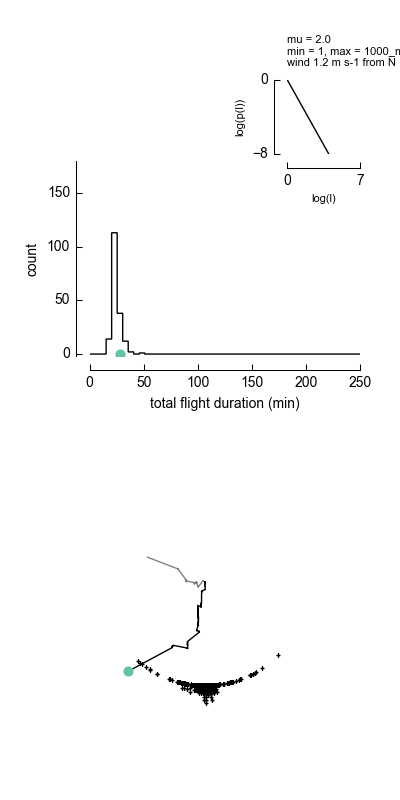 mu = 2.0
min = 1, max = 1000_m
wind 1.2 m s-1 from N
0
log(p(l))
−8
0 7
log(l)
150
100
50
0
count
0 50 100 150 200 250
total flight duration (min)